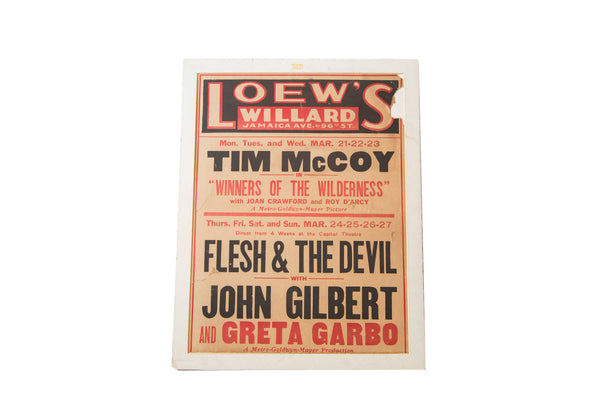 LOEW'S
WILLARD
JAMAICA AVE. & 96TH ST.
Mon. Tues. and Wed. MAR. 21-22-23
TIM McCOY
IN
"WINNERS OF THE WILDERNESS"
with JOAN CRAWFORD and ROY D'ARCY
A Metro-Goldwyn-Mayer Picture
Thurs. Fri. Sat. and Sun. MAR. 24-25-26-27
Direct from 4 Weeks at the Capitol Theatre
FLESH & THE DEVIL
WITH
JOHN GILBERT
AND GRETA GARBO
A Metro-Goldwyn-Mayer Production